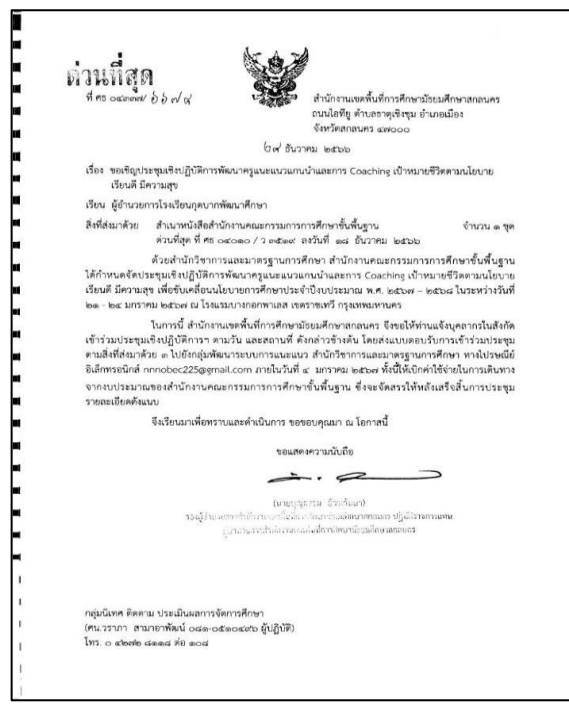 ด่วนที่สุด
ที่ ศธ ๐๔๓๓๗/
สำนักงานเขตพื้นที่การศึกษามัธยมศึกษาสกลนคร
ถนนไอทียู ตำบลธาตุเชิงชุม อำเภอเมือง
จังหวัดสกลนคร ๔๗๐๐๐
๒๙ ธันวาคม ๒๕๖๖
เรื่อง ขอเชิญประชุมเชิงปฏิบัติการพัฒนาครูแนะแนวแกนนำและการ Coaching เป้าหมายชีวิตตามนโยบาย
เรียนดี มีความสุข
เรียน ผู้อำนวยการโรงเรียนกุดบากพัฒนาศึกษา
สิ่งที่ส่งมาด้วย สำเนาหนังสือสำนักงานคณะกรรมการการศึกษาขั้นพื้นฐาน จำนวน ๑ ชุด
ด่วนที่สุด ที่ ศธ ๐๔๐๑๐ / ว ลงวันที่ ๑๘ ธันวาคม ๒๕๖๖
ด้วยสำนักวิชาการและมาตรฐานการศึกษา สำนักงานคณะกรรมการการศึกษาขั้นพื้นฐาน
ได้กำหนดจัดประชุมเชิงปฏิบัติการพัฒนาครูแนะแนวแกนนำและการ Coaching เป้าหมายชีวิตตามนโยบาย
เรียนดี มีความสุข เพื่อขับเคลื่อนนโยบายการศึกษาประจำปีงบประมาณ พ.ศ. ๒๕๖๗ – ๒๕๖๘ ในระหว่างวันที่
๒๑ - ๒๔ มกราคม ๒๕๖๗ ณ โรงแรมบางกอกพาเลส เขตราชเทวี กรุงเทพมหานคร
ในการนี้ สำนักงานเขตพื้นที่การศึกษามัธยมศึกษาสกลนคร จึงขอให้ท่านแจ้งบุคลากรในสังกัด
เข้าร่วมประชุมเชิงปฏิบัติการฯ ตามวัน และสถานที่ ดังกล่าวข้างต้น โดยส่งแบบตอบรับการเข้าร่วมประชุม
ตามสิ่งที่ส่งมาด้วย ๓ ไปยังกลุ่มพัฒนาระบบการแนะแนว สำนักวิชาการและมาตรฐานการศึกษา ทางไปรษณีย์
อิเล็กทรอนิกส์ nnnobec225@gmail.com ภายในวันที่ ๔ มกราคม ๒๕๖๗ ทั้งนี้ให้เบิกค่าใช้จ่ายในการเดินทาง
จากงบประมาณของสำนักงานคณะกรรมการการศึกษาขั้นพื้นฐาน ซึ่งจะจัดสรรให้หลังเสร็จสิ้นการประชุม
รายละเอียดดังแนบ
จึงเรียนมาเพื่อทราบและดำเนินการ ขอขอบคุณมา ณ โอกาสนี้
ขอแสดงความนับถือ
กลุ่มนิเทศ ติดตาม ประเมินผลการจัดการศึกษา
(ศน.วราภา สามาอาพัฒน์ ๐๘๑-๐๕๑๐๔๙๖ ผู้ปฏิบัติ)
โทร. ๐ ๔๒๗๒ ๘๑๑๘ ต่อ ๑๐๘